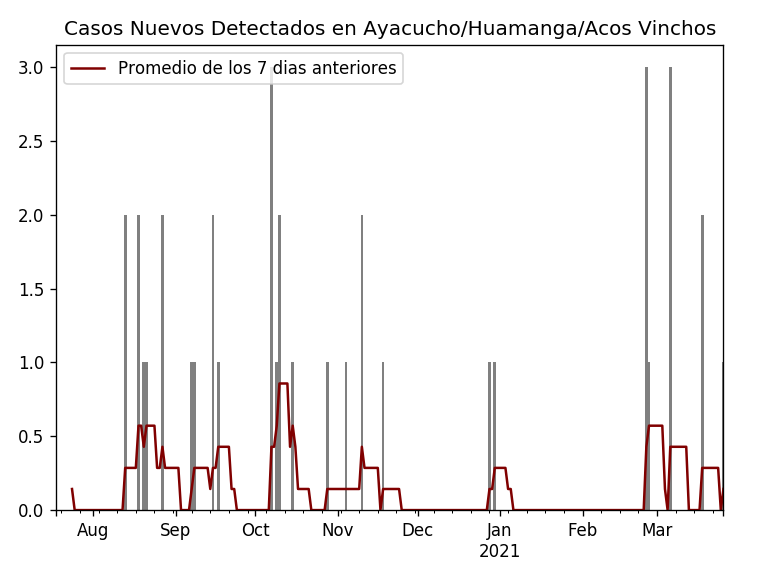 Casos Nuevos Detectados en Ayacucho/Huamanga/Acos Vinchos
Promedio de los 7 dias anteriores
3.0
2.5
2.0
1.5
1.0
0.5
0.0
Aug Sep Oct Nov Dec Jan Feb Mar
2021